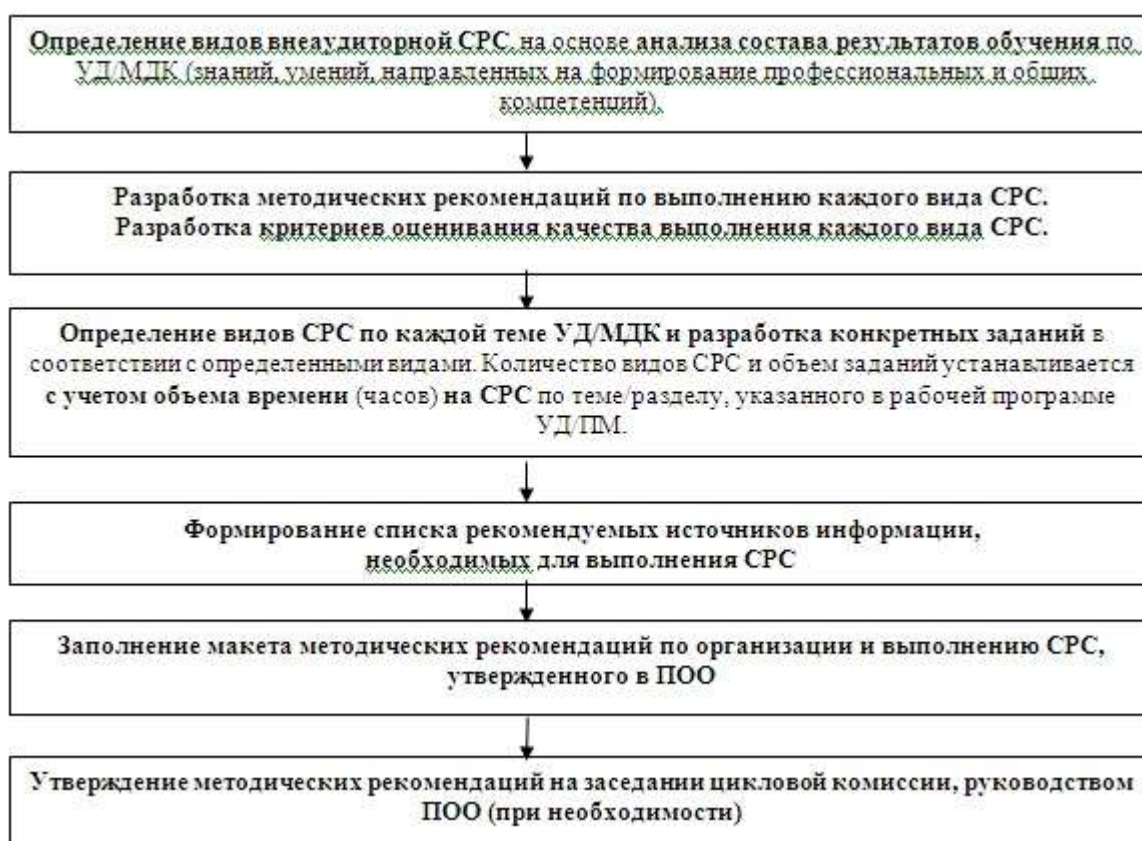 Определение видов внеаудиторной СРС на основе анализа состава результатов обучения по
УД/МДК (знаний, умений, направленных на формирование профессиональных и общих
компетенций).
Разработка методических рекомендаций по выполнению каждого вида СРС.
Разработка критериев оценивания качества выполнения каждого вида СРС.
Определение видов СРС по каждой теме УД/МДК и разработка конкретных заданий в
соответствии с определенными видами. Количество видов СРС и объем заданий устанавливается
с учетом объема времени (часов) на СРС по теме/разделу, указанного в рабочей программе
УД/ПМ.
Формирование списка рекомендуемых источников информации,
необходимых для выполнения СРС
Заполнение макета методических рекомендаций по организации и выполнению СРС,
утвержденного в ПОО
Утверждение методических рекомендаций на заседании цикловой комиссии, руководством
ПОО (при необходимости)